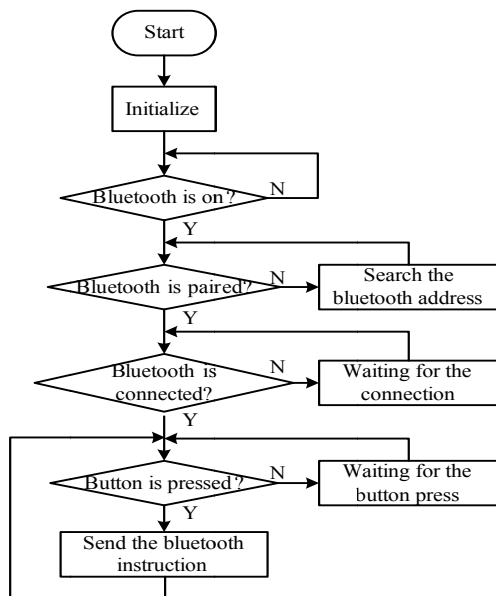 Start
Initialize
Bluetooth is on?
N
Y
Bluetooth is paired?
N
Search the
bluetooth address
Y
Bluetooth is
connected?
N
Waiting for the
connection
Y
Button is pressed?
N
Waiting for the
button press
Y
Send the bluetooth
instruction